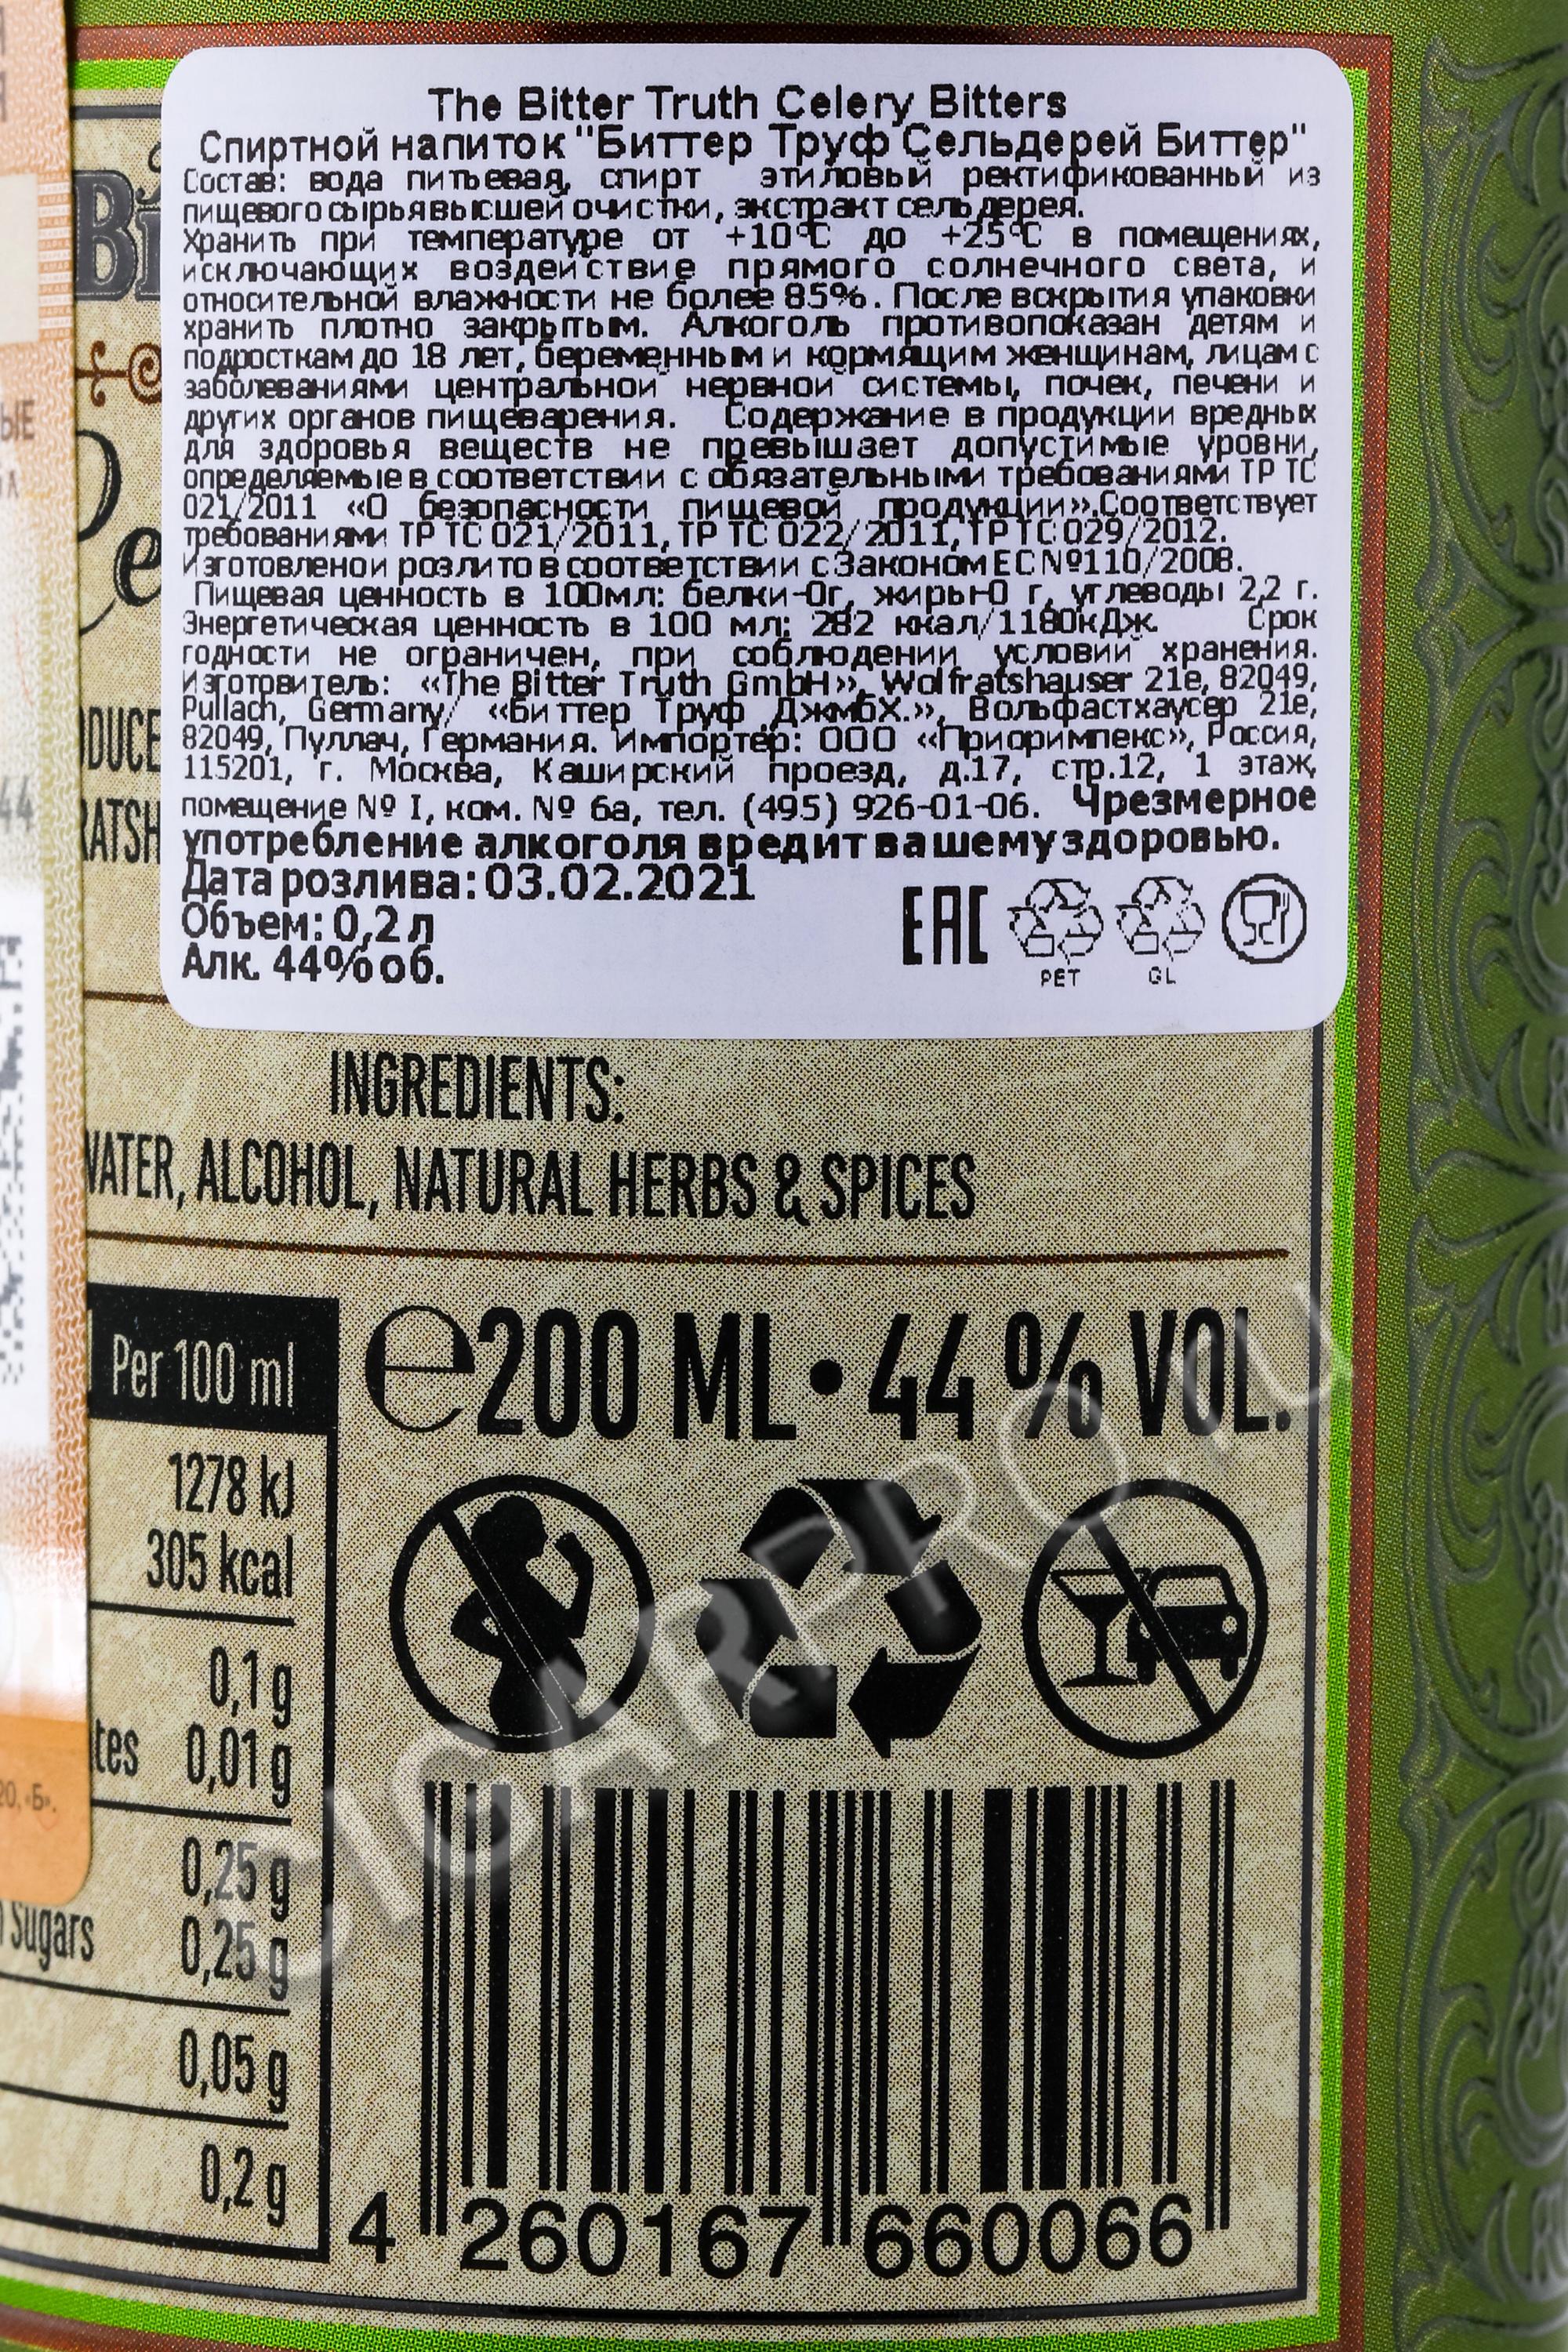 The Bitter Truth Celery Bitters
Спиртной напиток "Биттер Труф Сельдерей Биттер"
Состав: вода питьевая, спирт этиловый ректификованный из
пищевого сырья высшей очистки, экстракт сельдерея.
Хранить при температуре от +10°C до +25°C в помещениях,
исключающих воздействие прямого солнечного света, и
относительной влажности не более 85%. После вскрытия упаковки
хранить плотно закрытым. Алкоголь противопоказан детям и
подросткам до 18 лет, беременным и кормящим женщинам, лицам с
заболеваниями центральной нервной системы, почек, печени и
других органов пищеварения. Содержание в продукции вредных
для здоровья веществ не превышает допустимые уровни,
определяемые в соответствии с обязательными требованиями ТР ТС
021/2011 «О безопасности пищевой продукции».Соответствует
требованиями ТР ТС 021/2011, ТР ТС 022/2011, ТР ТС 029/2012.
Изготовлено и розлито в соответствии с Законом ЕС №110/2008.
Пищевая ценность в 100мл: белки-0г, жиры-0 г, углеводы 2,2 г.
Энергетическая ценность в 100 мл: 282 ккал/1180кДж. Срок
годности не ограничен, при соблюдении условий хранения.
Изготовитель: «The Bitter Truth GmbH», Wolfratshauser 21e, 82049,
Pullach, Germany/ «Биттер Труф ДжмбХ.», Вольфастхаусер 21е,
82049, Пуллач, Германия. Импортер: ООО «Приоримпекс», Россия,
115201, г. Москва, Каширский проезд, д.17, стр.12, 1 этаж,
помещение № I, ком. № 6а, тел. (495) 926-01-06. Чрезмерное
употребление алкоголя вредит вашему здоровью.
Дата розлива: 03.02.2021
Объем: 0,2 л
Алк. 44% об.
EAC
PET GL
INGREDIENTS:
WATER, ALCOHOL, NATURAL HERBS & SPICES
Per 100 ml
e 200 ML • 44 % VOL.
1278 kJ
305 kcal
0,1 g
tes 0,01 g
0,25 g
Sugars 0,25 g
0,05 g
0,2 g
4 260167 660066
CIGARPRO.RU